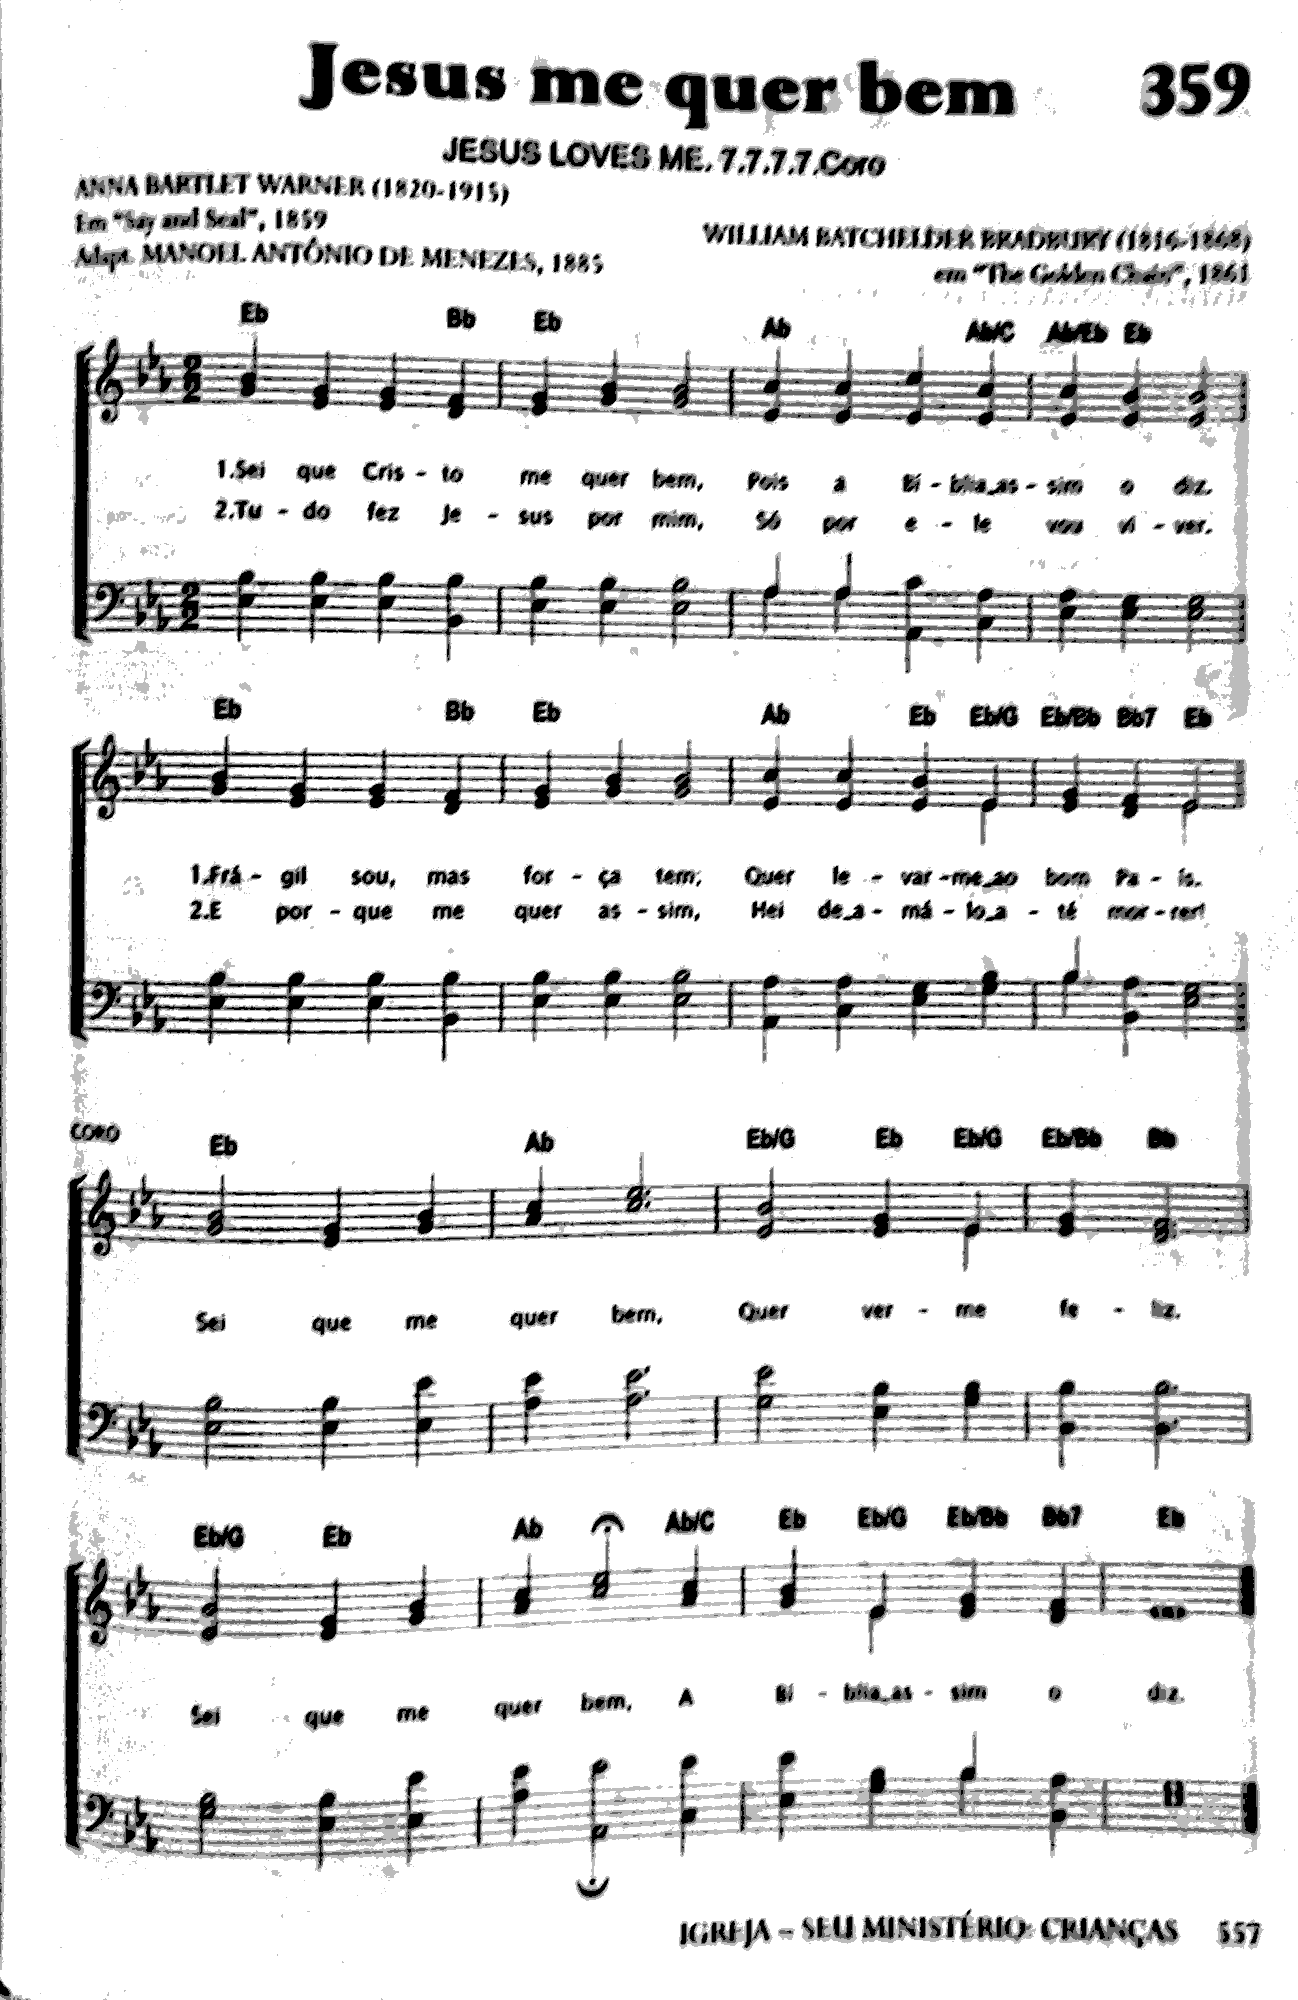 Jesus me quer bem 359
JESUS LOVES ME. 7.7.7.7.Coro
ANNA BARTLET WARNER (1820-1915)
Em "Say and Seal", 1859
Adapt. MANOEL ANTÓNIO DE MENEZES, 1885
WILLIAM BATCHELDER BRADBURY (1816-1868)
em "The Golden Chain", 1861
Eb Bb Eb Ab Ab/C Ab/Eb Eb
1.Sei que Cris - to me quer bem, Pois a Bí - blia_as - sim o diz.
2.Tu - do fez Je - sus por mim, Só por e - le vou vi - ver.
Eb Bb Eb Ab Eb Eb/G Eb/Bb Bb7 Eb
1.Frá - gil sou, mas for - ça tem; Quer le - var - me_ao bom Pa - ís.
2.E por - que me quer as - sim, Hei de_a - má - lo_a - té mor - rer!
CORO
Eb Ab Eb/G Eb Eb/G Eb/Bb Bb
Sei que me quer bem, Quer ver - me fe - liz.
Eb/G Eb Ab Ab/C Eb Eb/G Eb/Bb Bb7 Eb
Sei que me quer bem, A Bí - blia_as - sim o diz.
IGREJA – SEU MINISTÉRIO: CRIANÇAS 557